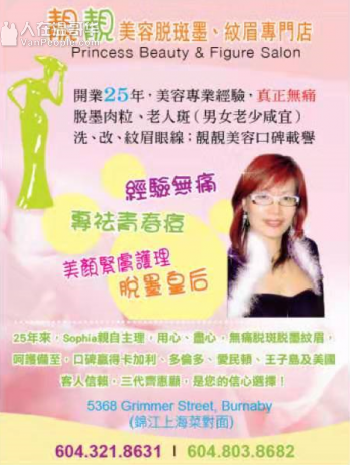 人在温哥华
VanPeople.com
靚靚 美容脱斑墨、紋眉專門店
Princess Beauty & Figure Salon
開業25年，美容專業經驗，真正無痛
脫墨肉粒、老人斑（男女老少咸宜）
洗、改、紋眉眼線；靚靚美容口碑載譽
經驗無痛
專祛青春痘
美顏緊膚護理
脫墨皇后
25年來，Sophia親自主理，用心、盡心，無痛脱斑脱墨紋眉，
呵護備至，口碑贏得卡加利、多倫多、愛民頓、王子島及美國
客人信賴，三代齊惠顧，是您的信心選擇！
5368 Grimmer Street, Burnaby
(錦江上海菜對面)
604.321.8631 | 604.803.8682